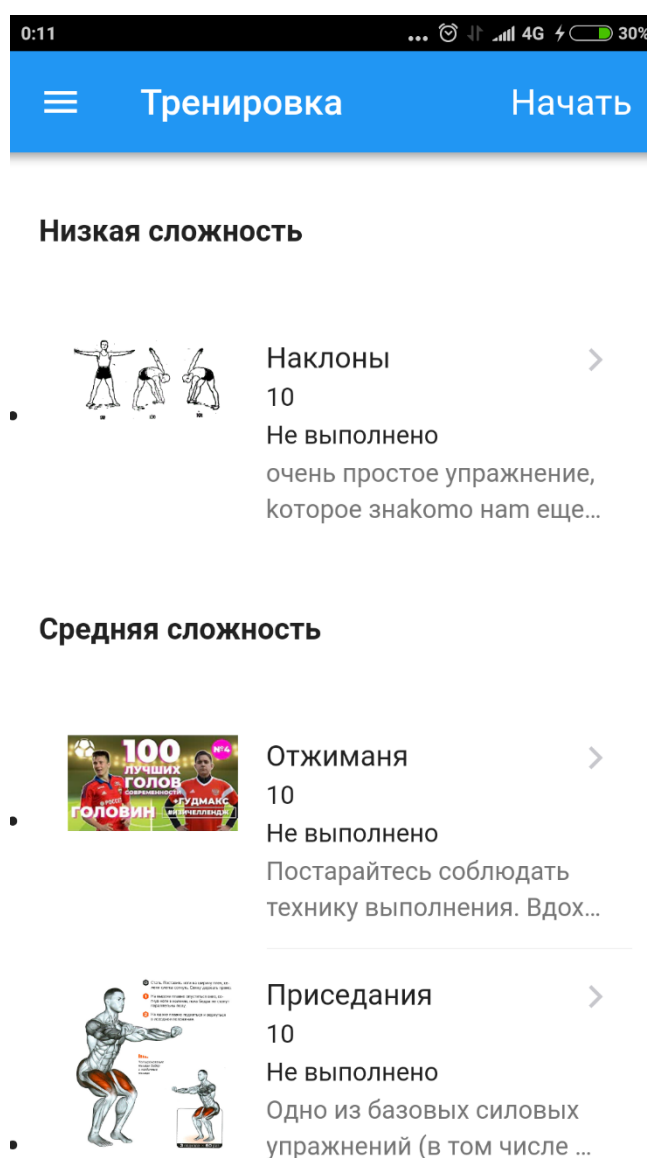 0:11 ... 4G 30%
Тренировка Начать
Низкая сложность
Наклоны
10
Не выполнено
очень простое упражнение,
kоторое знаkоmо наm еще...
Средняя сложность
100
ЛУЧШИХ
ГОЛОВ
СОВРЕМЕННОСТИ
№4
ГОЛОВИН
+ГУДМАКС
Отжиманя
10
Не выполнено
Постарайтесь соблюдать
технику выполнения. Вдох...
Приседания
10
Не выполнено
Одно из базовых силовых
упражнений (в том числе ...